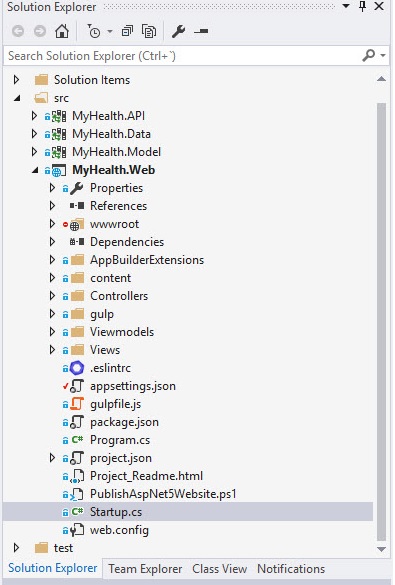 Solution Explorer
Search Solution Explorer (Ctrl+`)
Solution Items
src
MyHealth.API
MyHealth.Data
MyHealth.Model
MyHealth.Web
Properties
References
wwwroot
Dependencies
AppBuilderExtensions
content
Controllers
gulp
Viewmodels
Views
.eslintrc
appsettings.json
gulpfile.js
package.json
Program.cs
project.json
Project_Readme.html
PublishAspNet5Website.ps1
Startup.cs
web.config
test
Solution Explorer Team Explorer Class View Notifications